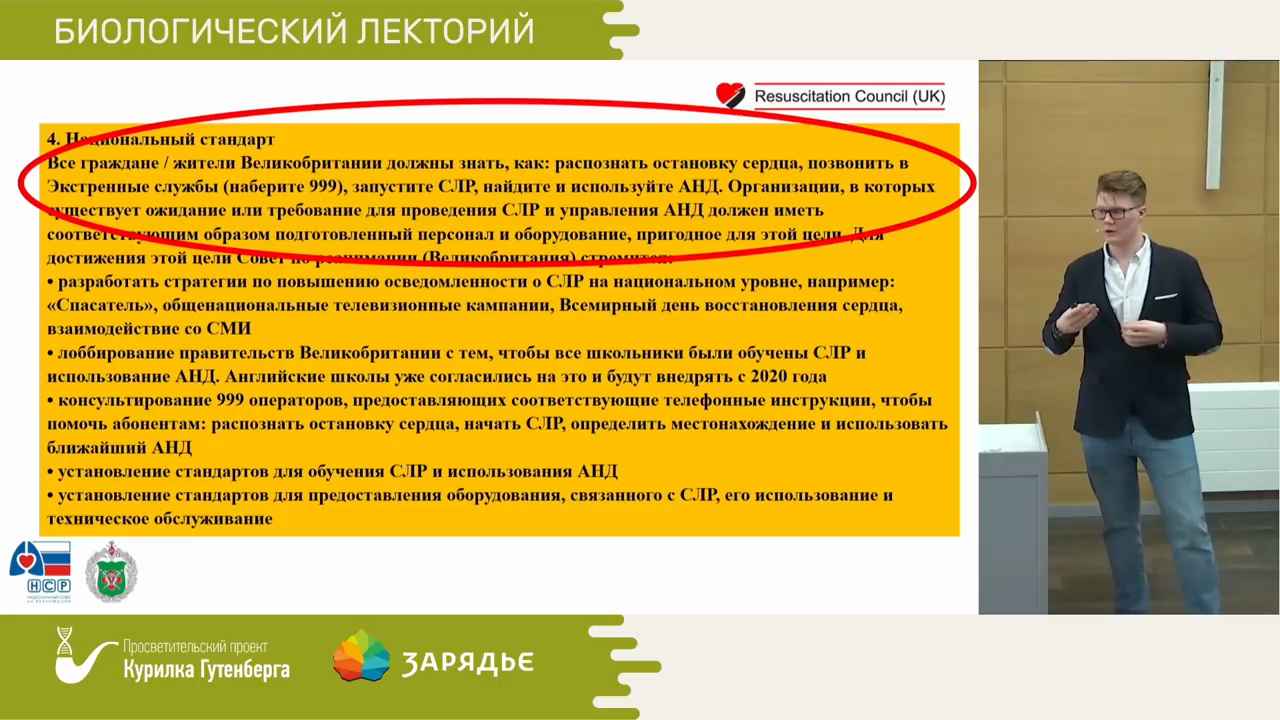 БИОЛОГИЧЕСКИЙ ЛЕКТОРИЙ
Resuscitation Council (UK)
4. Национальный стандарт
Все граждане / жители Великобритании должны знать, как: распознать остановку сердца, позвонить в
Экстренные службы (наберите 999), запустите СЛР, найдите и используйте АНД. Организации, в которых
существует ожидание или требование для проведения СЛР и управления АНД должен иметь
соответствующим образом подготовленный персонал и оборудование, пригодное для этой цели. Для
достижения этой цели Совет по реанимации (Великобритания) стремится:
• разработать стратегии по повышению осведомленности о СЛР на национальном уровне, например:
«Спасатель», общенациональные телевизионные кампании, Всемирный день восстановления сердца,
взаимодействие со СМИ
• лоббирование правительств Великобритании с тем, чтобы все школьники были обучены СЛР и
использование АНД. Английские школы уже согласились на это и будут внедрять с 2020 года
• консультирование 999 операторов, предоставляющих соответствующие телефонные инструкции, чтобы
помочь абонентам: распознать остановку сердца, начать СЛР, определить местонахождение и использовать
ближайший АНД
• установление стандартов для обучения СЛР и использования АНД
• установление стандартов для предоставления оборудования, связанного с СЛР, его использование и
техническое обслуживание
НСР
Просветительский проект
Курилка Гутенберга
ЗАРЯДЬЕ